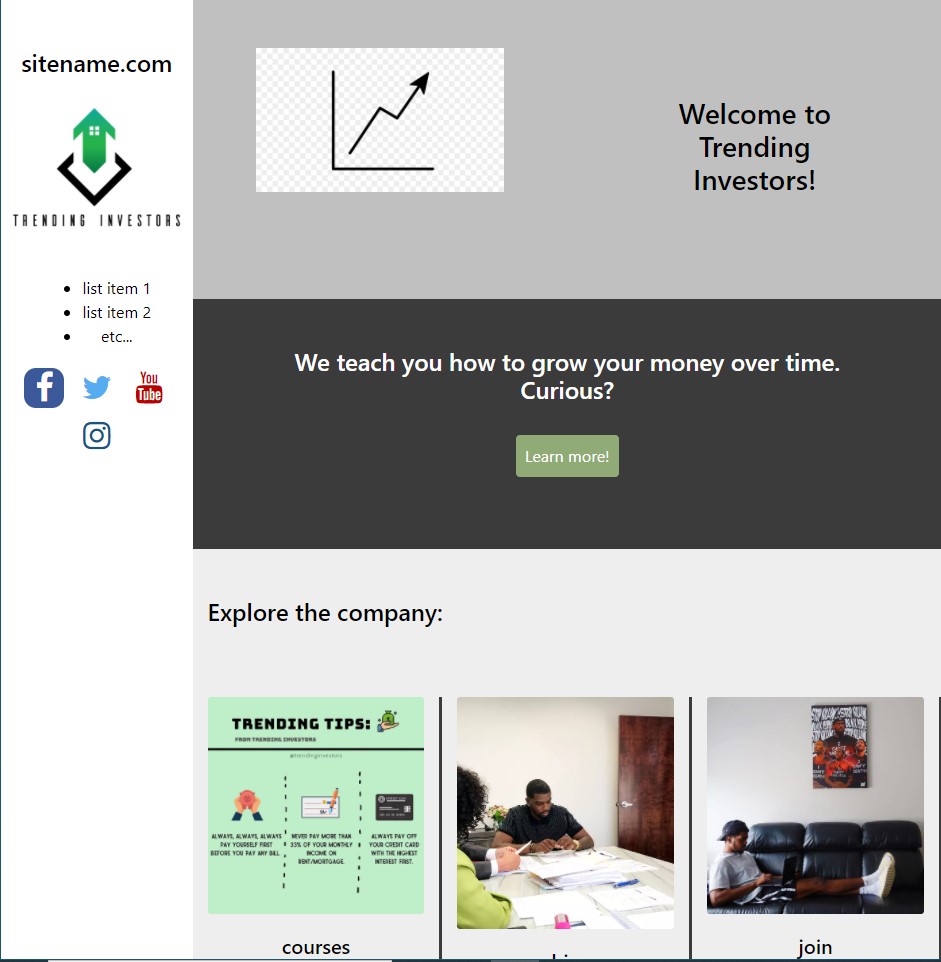 sitename.com
TRENDING INVESTORS
list item 1
list item 2
etc...
You
Tube
Welcome to
Trending
Investors!
We teach you how to grow your money over time.
Curious?
Learn more!
Explore the company:
TRENDING TIPS:
FROM TRENDING INVESTORS
@trendinginvestors
ALWAYS, ALWAYS, ALWAYS
PAY YOURSELF FIRST
BEFORE YOU PAY ANY BILL.
NEVER PAY MORE THAN
33% OF YOUR MONTHLY
INCOME ON
RENT/MORTGAGE.
ALWAYS PAY OFF
YOUR CREDIT CARD
WITH THE HIGHEST
INTEREST FIRST.
courses
join